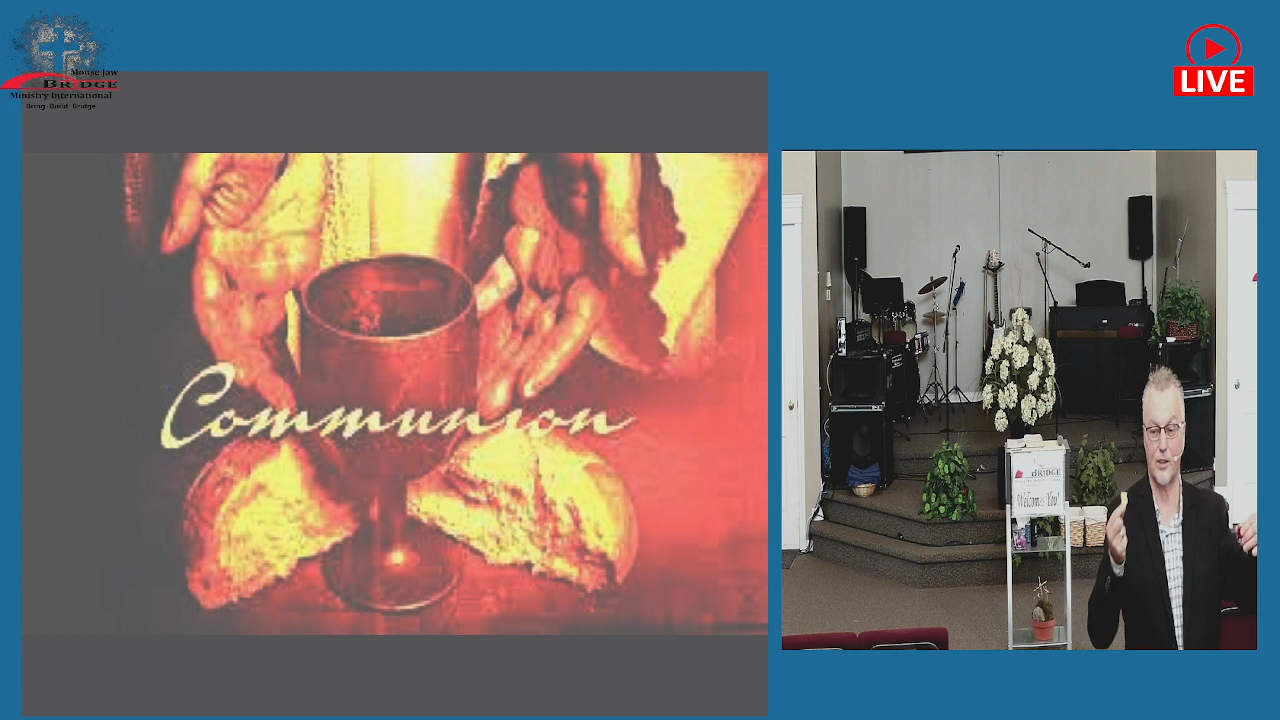 Moose Jaw
BRIDGE
Ministry International
Bring Build Bridge
LIVE
Communion
BRIDGE
Welcomes You!